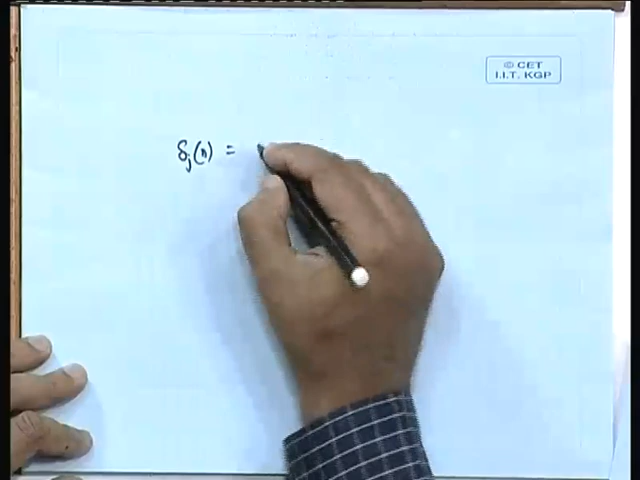 © CET
I.I.T. KGP
δj(n) =